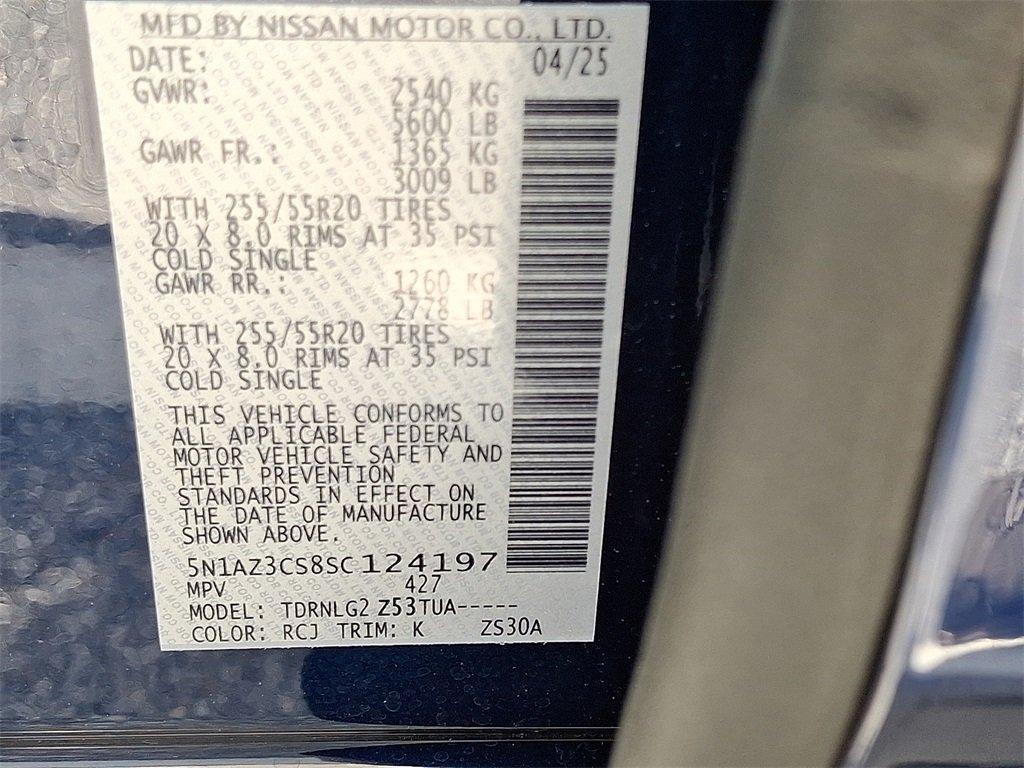 MFD BY NISSAN MOTOR CO., LTD.
DATE: 04/25
GVWR: 2540 KG
5600 LB
GAWR FR.: 1365 KG
3009 LB
WITH 255/55R20 TIRES
20 X 8.0 RIMS AT 35 PSI
COLD SINGLE
GAWR RR.: 1260 KG
2778 LB
WITH 255/55R20 TIRES
20 X 8.0 RIMS AT 35 PSI
COLD SINGLE
THIS VEHICLE CONFORMS TO
ALL APPLICABLE FEDERAL
MOTOR VEHICLE SAFETY AND
THEFT PREVENTION
STANDARDS IN EFFECT ON
THE DATE OF MANUFACTURE
SHOWN ABOVE.
5N1AZ3CS8SC124197
MPV 427
MODEL: TDRNLG2 Z53TUA-----
COLOR: RCJ TRIM: K ZS30A